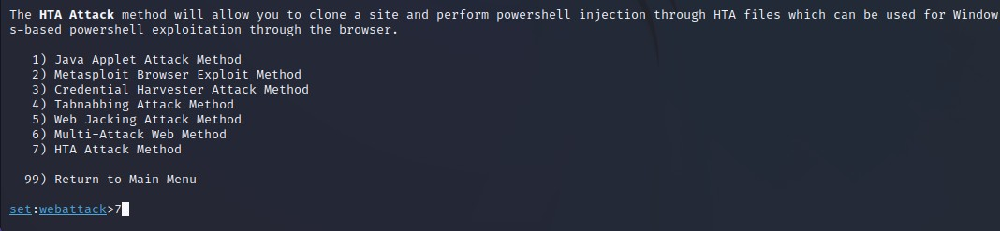 The HTA Attack method will allow you to clone a site and perform powershell injection through HTA files which can be used for Window
s-based powershell exploitation through the browser.
1) Java Applet Attack Method
2) Metasploit Browser Exploit Method
3) Credential Harvester Attack Method
4) Tabnabbing Attack Method
5) Web Jacking Attack Method
6) Multi-Attack Web Method
7) HTA Attack Method
99) Return to Main Menu
set:webattack>7